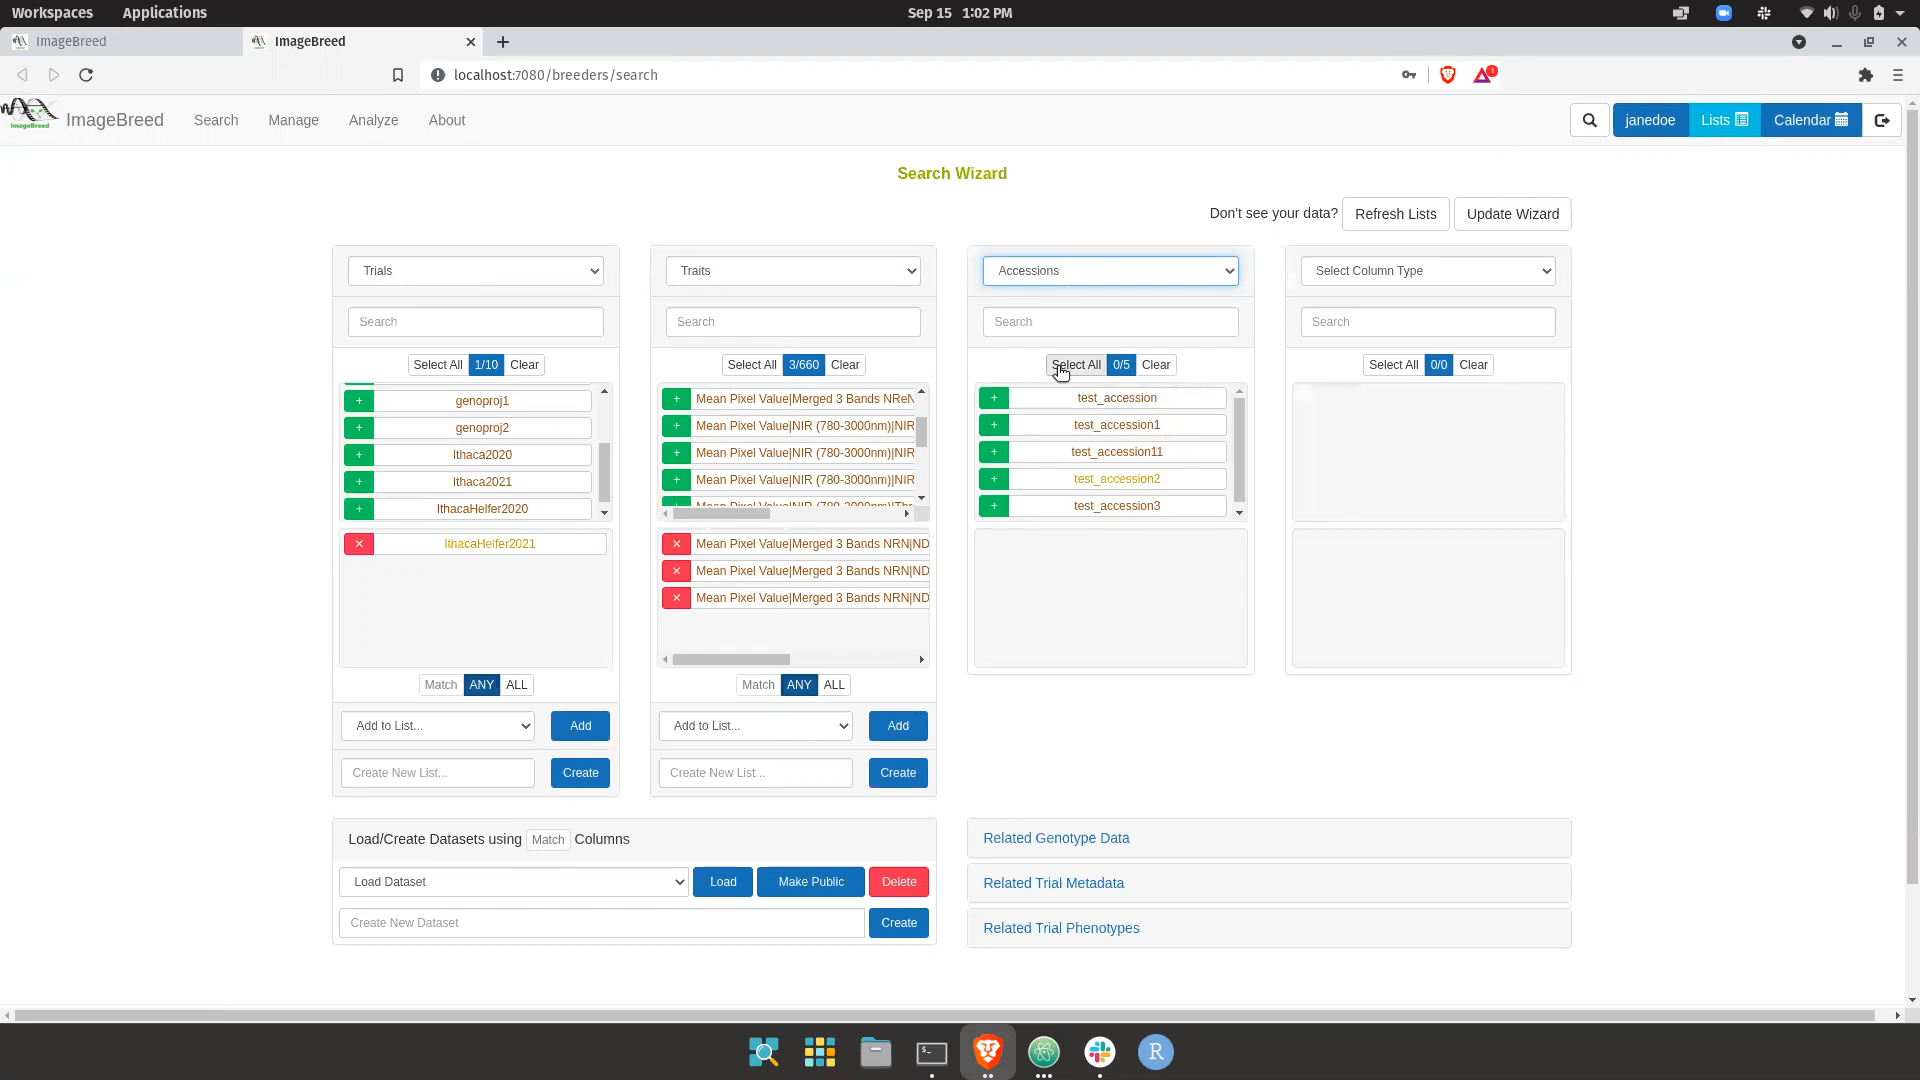 Workspaces
Applications
Sep 15 1:02 PM
ImageBreed
ImageBreed
localhost:7080/breeders/search
1
ImageBreed
ImageBreed
Search
Manage
Analyze
About
janedoe
Lists
Calendar
Search Wizard
Don't see your data?
Refresh Lists
Update Wizard
Trials
Search
Select All 1/10 Clear
genoproj1
genoproj2
Ithaca2020
Ithaca2021
IthacaHelfer2020
IthacaHelfer2021
Match ANY ALL
Add to List...
Add
Create New List...
Create
Traits
Search
Select All 3/660 Clear
Mean Pixel Value|Merged 3 Bands NReN
Mean Pixel Value|NIR (780-3000nm)|NIR
Mean Pixel Value|NIR (780-3000nm)|NIR
Mean Pixel Value|NIR (780-3000nm)|NIR
Mean Pixel Value|Merged 3 Bands NRN|ND
Mean Pixel Value|Merged 3 Bands NRN|ND
Mean Pixel Value|Merged 3 Bands NRN|ND
Match ANY ALL
Add to List...
Add
Create New List...
Create
Accessions
Search
Select All 0/5 Clear
test_accession
test_accession1
test_accession11
test_accession2
test_accession3
Select Column Type
Search
Select All 0/0 Clear
Load/Create Datasets using Match Columns
Load Dataset
Load
Make Public
Delete
Create New Dataset
Create
Related Genotype Data
Related Trial Metadata
Related Trial Phenotypes
R